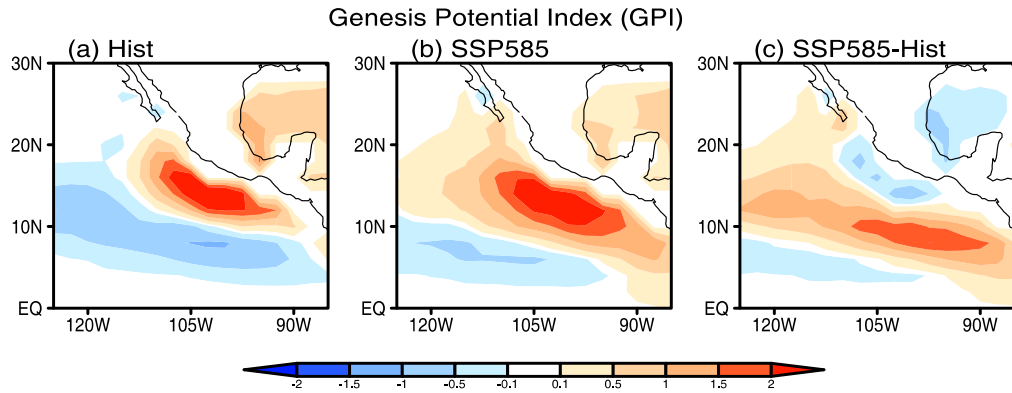 Genesis Potential Index (GPI)
(a) Hist
(b) SSP585
(c) SSP585-Hist
30N
20N
10N
EQ
120W
105W
90W
30N
20N
10N
EQ
120W
105W
90W
30N
20N
10N
EQ
120W
105W
90W
-2
-1.5
-1
-0.5
-0.1
0.1
0.5
1
1.5
2